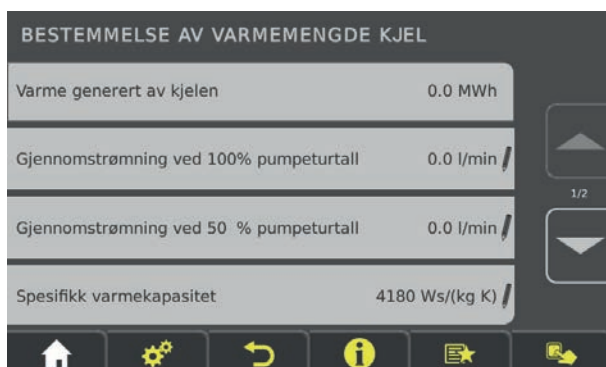 BESTEMMELSE AV VARMEMENGDE KJEL
Varme generert av kjelen 0.0 MWh
Gjennomstrømning ved 100% pumpeturtall 0.0 l/min
1/2
Gjennomstrømning ved 50 % pumpeturtall 0.0 l/min
Spesifikk varmekapasitet 4180 Ws/(kg K)